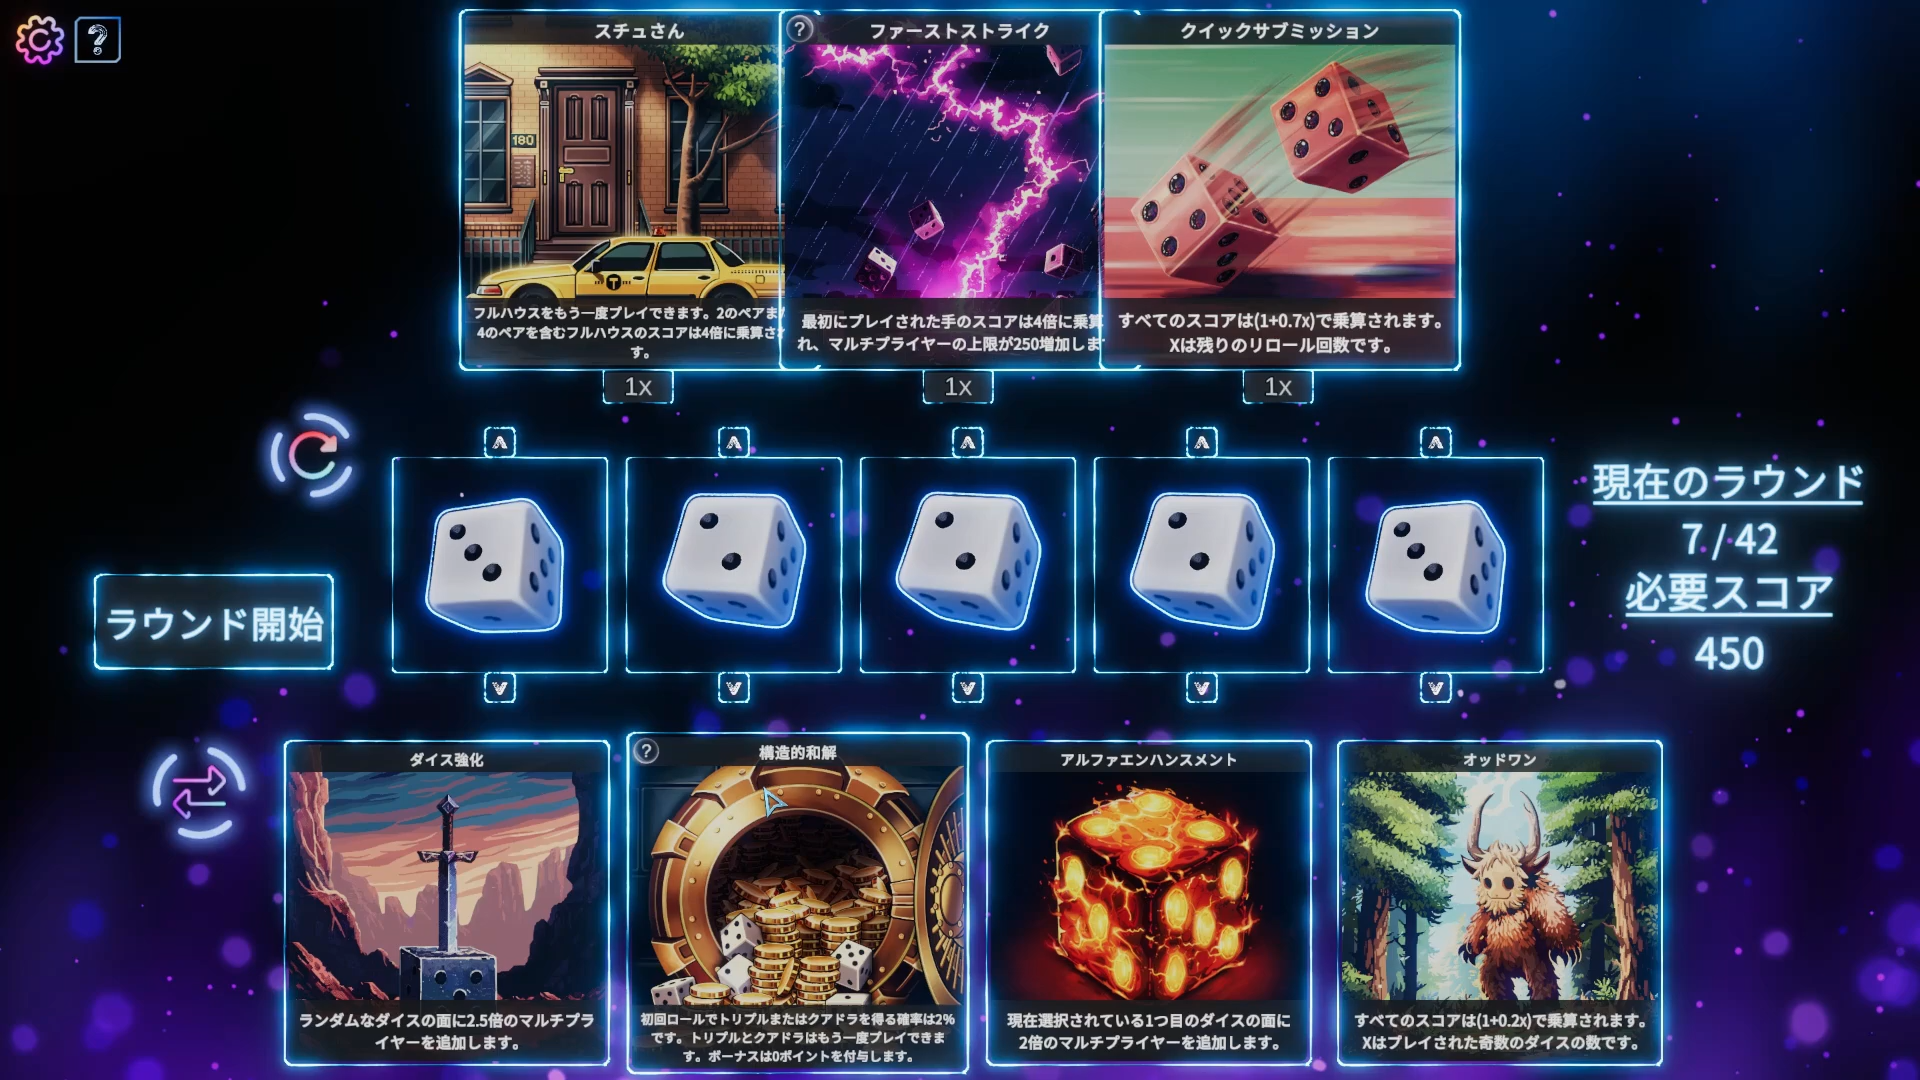 スチュさん
フルハウスをもう一度プレイできます。2のペアま
4のペアを含むフルハウスのスコアは4倍に乗算さ
す。
1x
ファーストストライク
最初にプレイされた手のスコアは4倍に乗算
れ、マルチプライヤーの上限が250増加しま
1x
クイックサブミッション
すべてのスコアは(1+0.7x)で乗算されます。
Xは残りのリロール回数です。
1x
180
T
ラウンド開始
現在のラウンド
7/42
必要スコア
450
ダイス強化
ランダムなダイスの面に2.5倍のマルチプラ
イヤーを追加します。
構造的和解
初回ロールでトリプルまたはクアドラを得る確率は2%
です。トリプルとクアドラはもう一度プレイできま
す。ボーナスは0ポイントを付与します。
アルファエンハンスメント
現在選択されている1つ目のダイスの面に
2倍のマルチプライヤーを追加します。
オッドワン
すべてのスコアは(1+0.2x)で乗算されます。
Xはプレイされた奇数のダイスの数です。